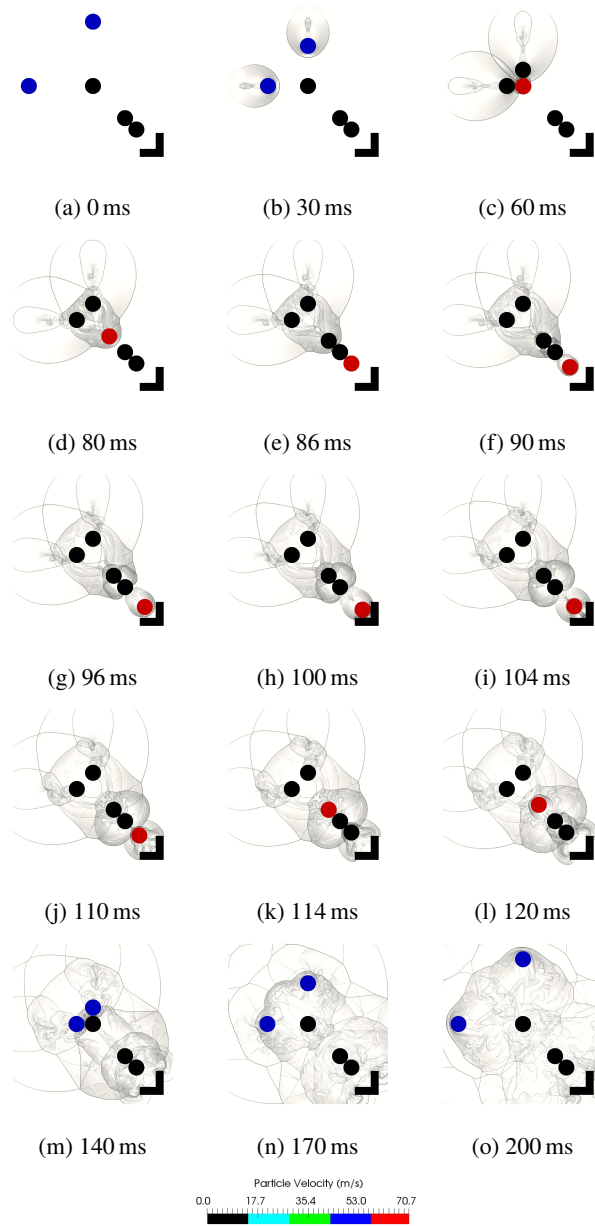 (a) 0 ms (b) 30 ms (c) 60 ms
(d) 80 ms (e) 86 ms (f) 90 ms
(g) 96 ms (h) 100 ms (i) 104 ms
(j) 110 ms (k) 114 ms (l) 120 ms
(m) 140 ms (n) 170 ms (o) 200 ms
Particle Velocity (m/s)
0.0 17.7 35.4 53.0 70.7